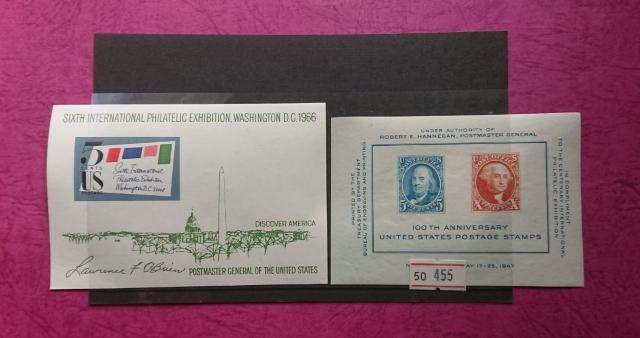 SIXTH INTERNATIONAL PHILATELIC EXHIBITION, WASHINGTON D.C. 1966
5
CENTS
US
Sixth International
Philatelic Exhibition
Washington, D.C.
DISCOVER AMERICA
Lawrence F. O'Brien
POSTMASTER GENERAL OF THE UNITED STATES
UNDER AUTHORITY OF
ROBERT E. HANNEGAN, POSTMASTER GENERAL
PRINTED BY THE
TREASURY DEPARTMENT
BUREAU OF ENGRAVING AND PRINTING
IN COMPLIMENT
TO THE CENTENARY INTERNATIONAL
PHILATELIC EXHIBITION
5 5
X X
100TH ANNIVERSARY
UNITED STATES POSTAGE STAMPS
MAY 17-25, 1947
50 455